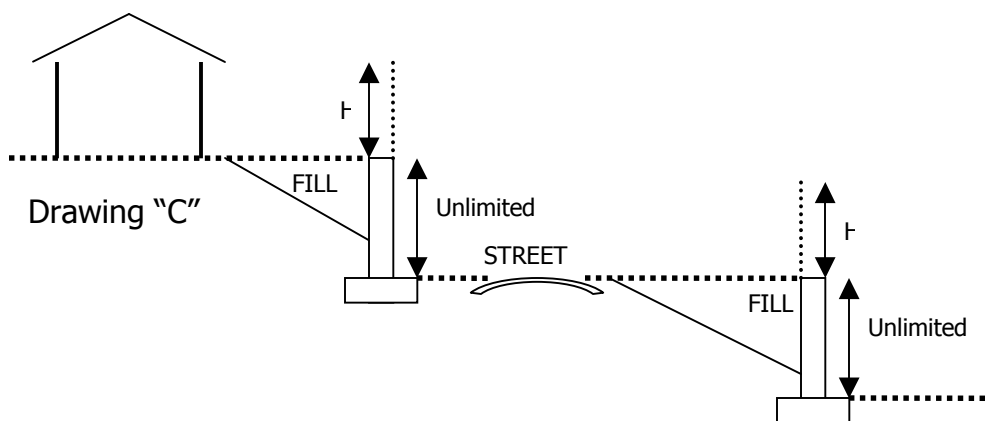 H
FILL
Drawing “C”
Unlimited
H
STREET
FILL
Unlimited